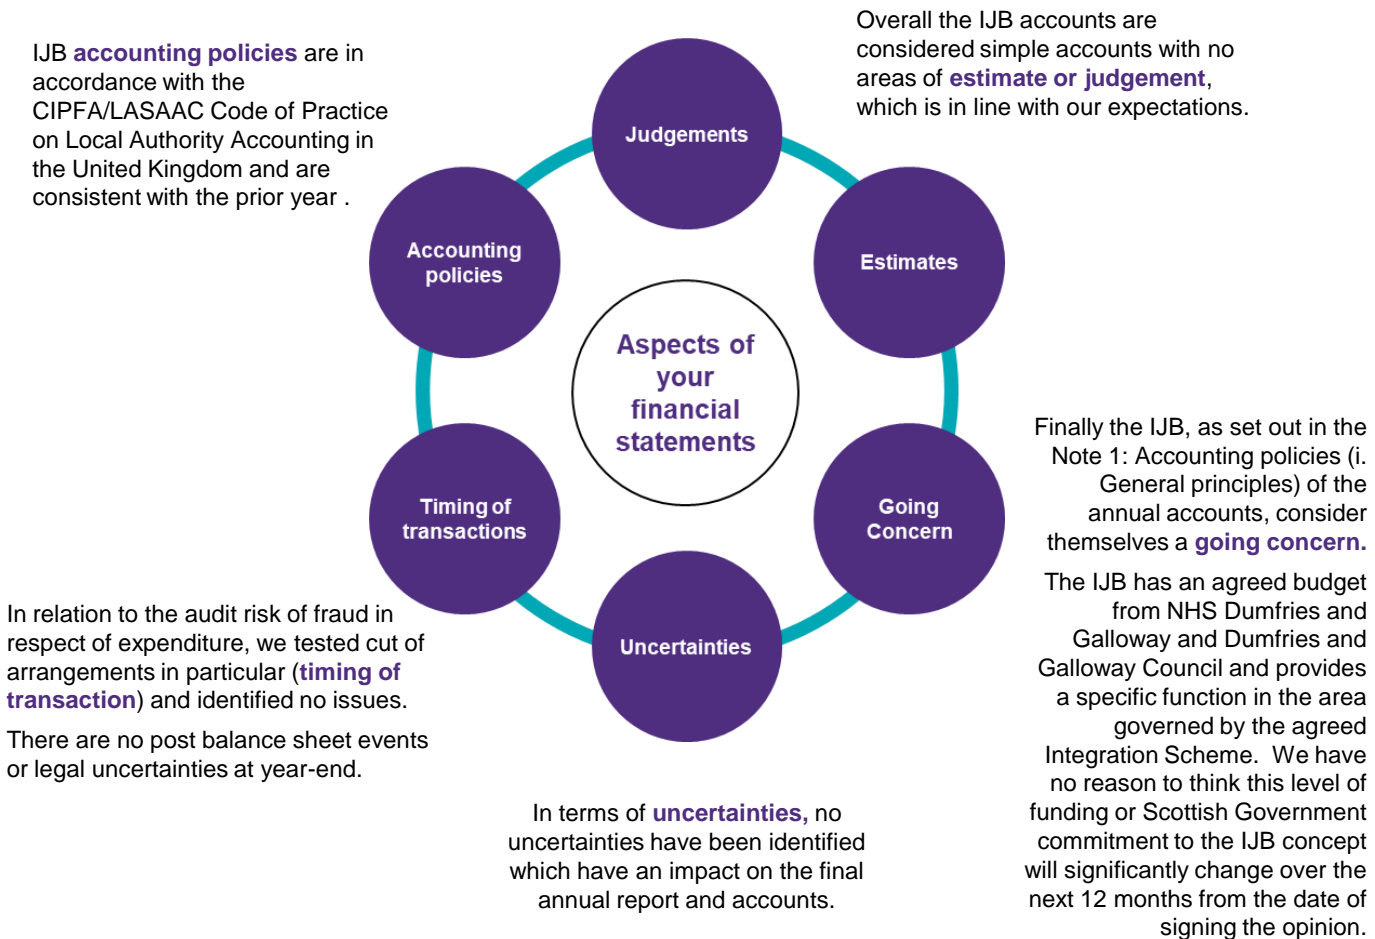 IJB accounting policies are in
accordance with the
CIPFA/LASAAC Code of Practice
on Local Authority Accounting in
the United Kingdom and are
consistent with the prior year .
Overall the IJB accounts are
considered simple accounts with no
areas of estimate or judgement,
which is in line with our expectations.
Judgements
Accounting
policies
Estimates
Aspects of
your
financial
statements
Timing of
transactions
Going
Concern
Uncertainties
Finally the IJB, as set out in the
Note 1: Accounting policies (i.
General principles) of the
annual accounts, consider
themselves a going concern.
The IJB has an agreed budget
from NHS Dumfries and
Galloway and Dumfries and
Galloway Council and provides
a specific function in the area
governed by the agreed
Integration Scheme. We have
no reason to think this level of
funding or Scottish Government
commitment to the IJB concept
will significantly change over the
next 12 months from the date of
signing the opinion.
In relation to the audit risk of fraud in
respect of expenditure, we tested cut of
arrangements in particular (timing of
transaction) and identified no issues.
There are no post balance sheet events
or legal uncertainties at year-end.
In terms of uncertainties, no
uncertainties have been identified
which have an impact on the final
annual report and accounts.